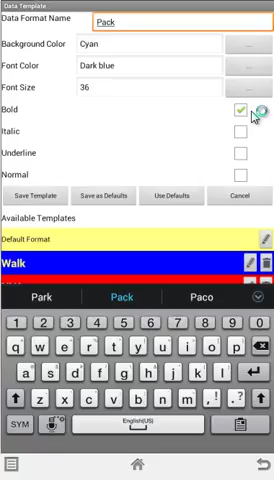 Data Template
Data Format Name Pack
Background Color Cyan ...
Font Color Dark blue ...
Font Size 36 ...
Bold
Italic
Underline
Normal
Save Template Save as Defaults Use Defaults Cancel
Available Templates
Default Format
Walk
Park Pack Paco
1 2 3 4 5 6 7 8 9 0
q w e r t y u i o p
a s d f g h j k l
z x c v b n m , ! . ?
SYM English(US)